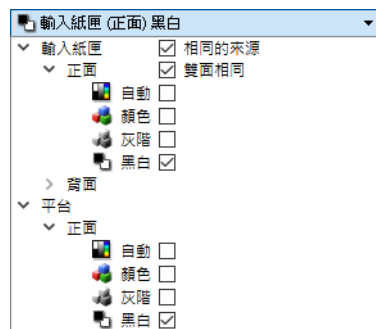 輸入紙匣 (正面) 黑白
輸入紙匣 相同的來源
正面 雙面相同
自動
顏色
灰階
黑白
背面
平台
正面
自動
顏色
灰階
黑白